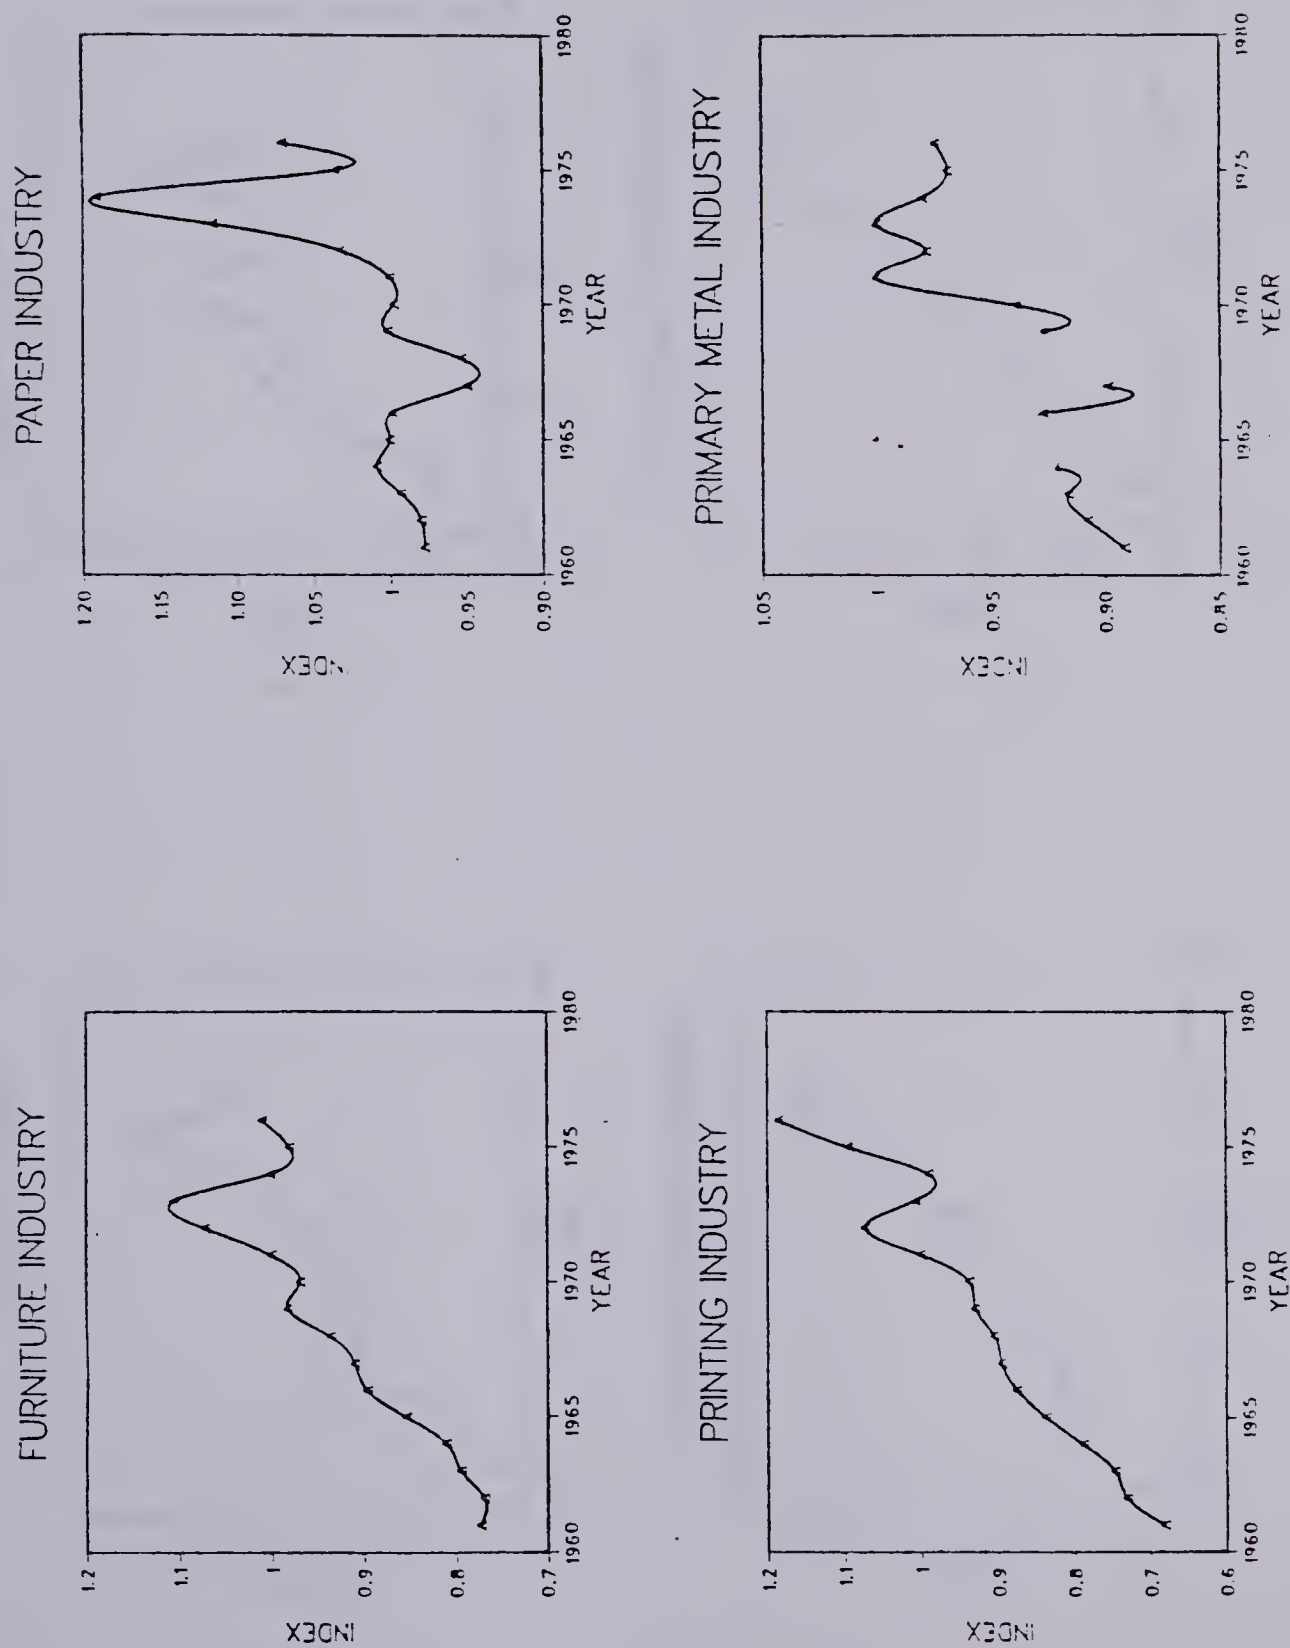 FURNITURE INDUSTRY
INDEX
1.2
1.1
1
0.9
0.8
0.7
1960 1965 1970 1975 1980
YEAR
PAPER INDUSTRY
INDEX
1.20
1.15
1.10
1.05
1
0.95
0.90
1960 1965 1970 1975 1980
YEAR
PRINTING INDUSTRY
INDEX
1.2
1.1
1
0.9
0.8
0.7
0.6
1960 1965 1970 1975 1980
YEAR
PRIMARY METAL INDUSTRY
INDEX
1.05
1
0.95
0.90
0.85
1960 1965 1970 1975 1980
YEAR